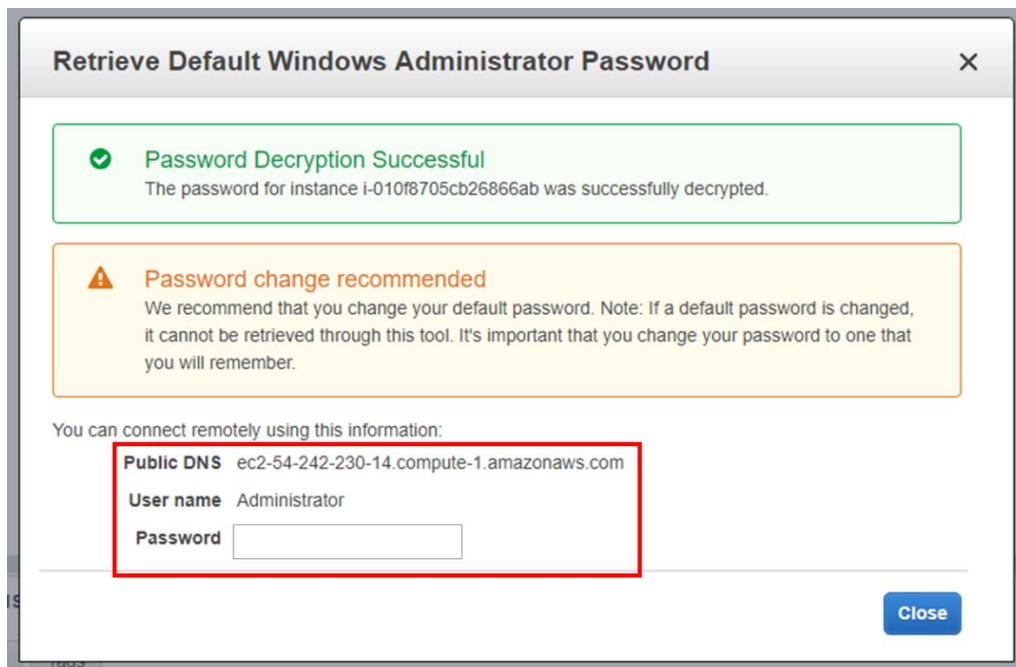 Retrieve Default Windows Administrator Password
Password Decryption Successful
The password for instance i-010f8705cb26866ab was successfully decrypted.
Password change recommended
We recommend that you change your default password. Note: If a default password is changed,
it cannot be retrieved through this tool. It's important that you change your password to one that
you will remember.
You can connect remotely using this information:
Public DNS ec2-54-242-230-14.compute-1.amazonaws.com
User name Administrator
Password
Close